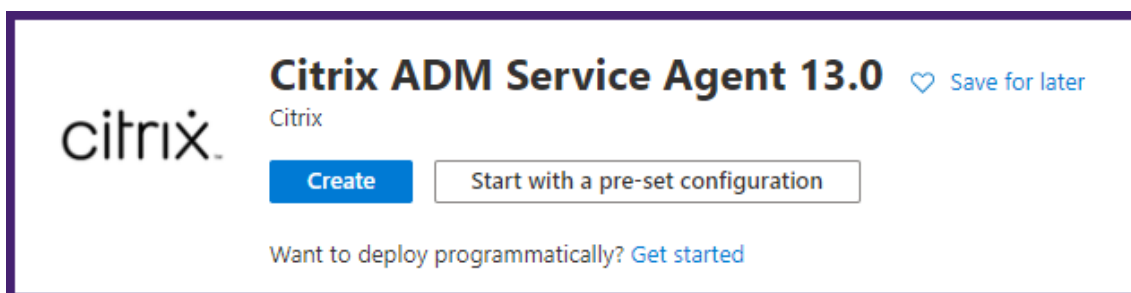 Citrix ADM Service Agent 13.0 Save for later
Citrix
citrix™
Create Start with a pre-set configuration
Want to deploy programmatically? Get started